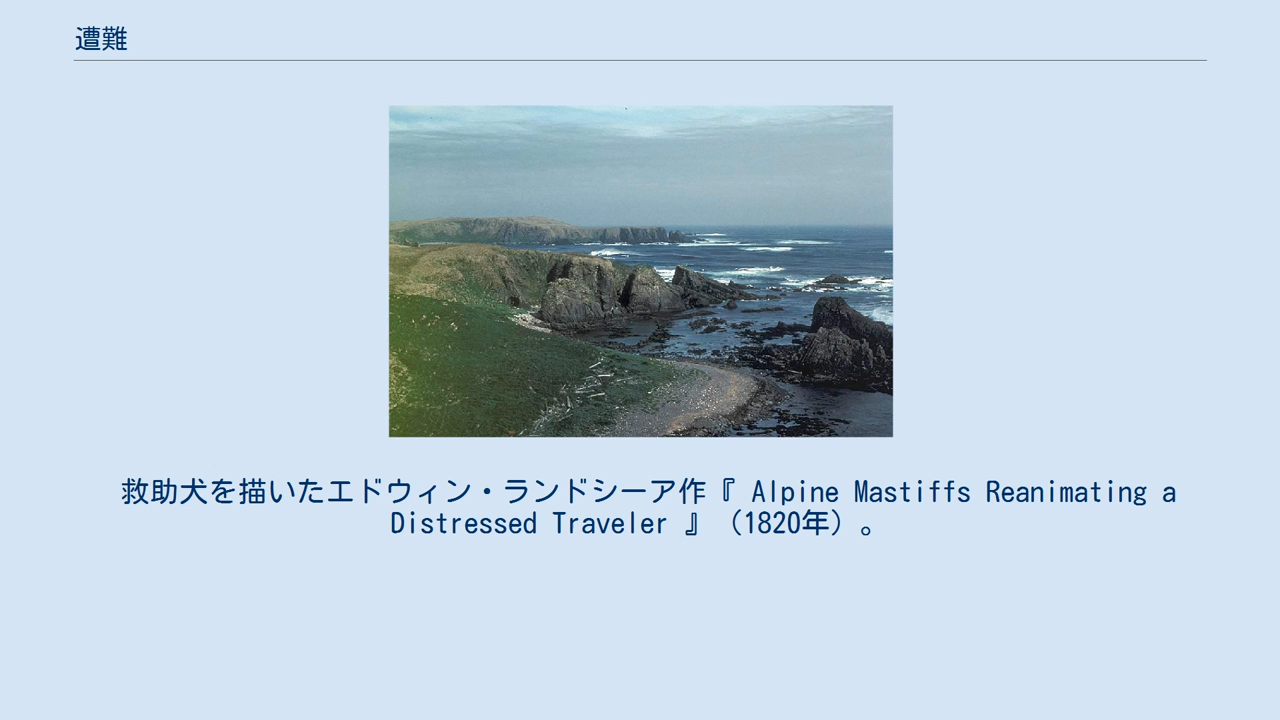 遭難
救助犬を描いたエドウィン・ランドシーア作『 Alpine Mastiffs Reanimating a
Distressed Traveler 』（1820年）。